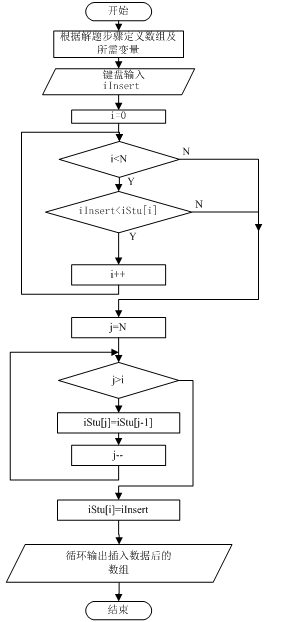 开始
根据解题步骤定义数组及
所需变量
键盘输入
iInsert
i=0
i<N
N
Y
iInsert<iStu[i]
N
Y
i++
j=N
j>i
iStu[j]=iStu[j-1]
j--
iStu[i]=iInsert
循环输出插入数据后的
数组
结束